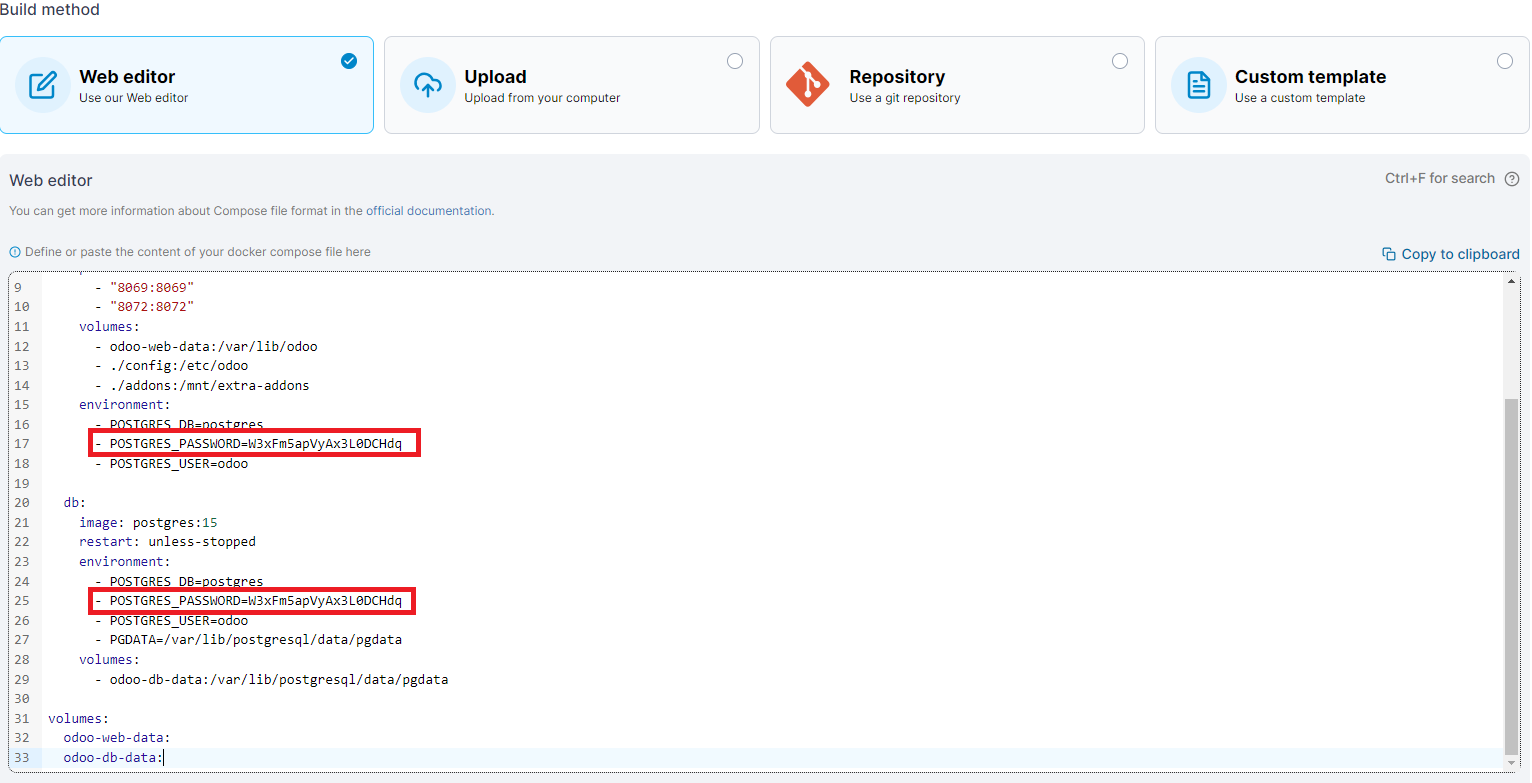 Build method
Web editor
Use our Web editor
Upload
Upload from your computer
Repository
Use a git repository
Custom template
Use a custom template
Web editor
Ctrl+F for search
You can get more information about Compose file format in the official documentation.
Define or paste the content of your docker compose file here
Copy to clipboard
9 - "8069:8069"
10 - "8072:8072"
11 volumes:
12 - odoo-web-data:/var/lib/odoo
13 - ./config:/etc/odoo
14 - ./addons:/mnt/extra-addons
15 environment:
16 - POSTGRES_DB=postgres
17 - POSTGRES_PASSWORD=W3xFm5apVyAx3L0DCHdq
18 - POSTGRES_USER=odoo
19
20 db:
21 image: postgres:15
22 restart: unless-stopped
23 environment:
24 - POSTGRES_DB=postgres
25 - POSTGRES_PASSWORD=W3xFm5apVyAx3L0DCHdq
26 - POSTGRES_USER=odoo
27 - PGDATA=/var/lib/postgresql/data/pgdata
28 volumes:
29 - odoo-db-data:/var/lib/postgresql/data/pgdata
30
31 volumes:
32 odoo-web-data:
33 odoo-db-data: